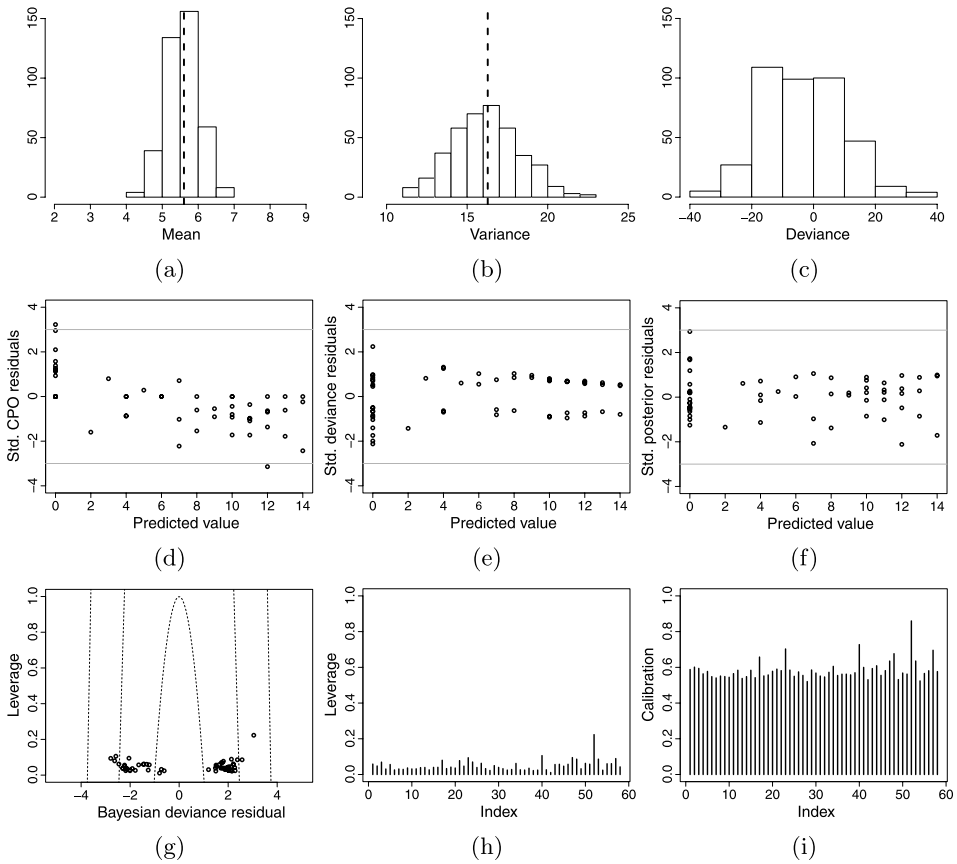 0 50 100 150
2 3 4 5 6 7 8 9
Mean
(a)
0 50 100 150
10 15 20 25
Variance
(b)
0 50 100 150
−40 −20 0 20 40
Deviance
(c)
Std. CPO residuals
−4 −2 0 2 4
0 2 4 6 8 10 12 14
Predicted value
(d)
Std. deviance residuals
−4 −2 0 2 4
0 2 4 6 8 10 12 14
Predicted value
(e)
Std. posterior residuals
−4 −2 0 2 4
0 2 4 6 8 10 12 14
Predicted value
(f)
Leverage
0.0 0.2 0.4 0.6 0.8 1.0
−4 −2 0 2 4
Bayesian deviance residual
(g)
Leverage
0.0 0.2 0.4 0.6 0.8 1.0
0 10 20 30 40 50 60
Index
(h)
Calibration
0.0 0.2 0.4 0.6 0.8 1.0
0 10 20 30 40 50 60
Index
(i)